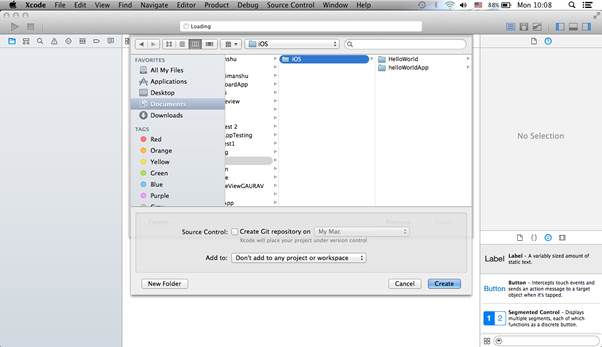 Xcode File Edit View Find Navigate Editor Product Debug Source Control Window Help 88% Mon 10:08
Loading
iOS
FAVORITES
All My Files
Applications
Desktop
Documents
Downloads
TAGS
Red
Orange
Yellow
Green
Blue
Purple
shu
imanshu
boardApp
s
eview
est 2
AppTesting
est1
g
eViewGAURAV
App
iOS
HelloWorld
helloWorldApp
Source Control: Create Git repository on My Mac
Xcode will place your project under version control
Add to: Don't add to any project or workspace
New Folder Cancel Create
No Selection
Label Label - A variably sized amount of
static text.
Button Button - Intercepts touch events and
sends an action message to a target
object when it's tapped.
1 2 Segmented Control - Displays
multiple segments, each of which
functions as a discrete button.